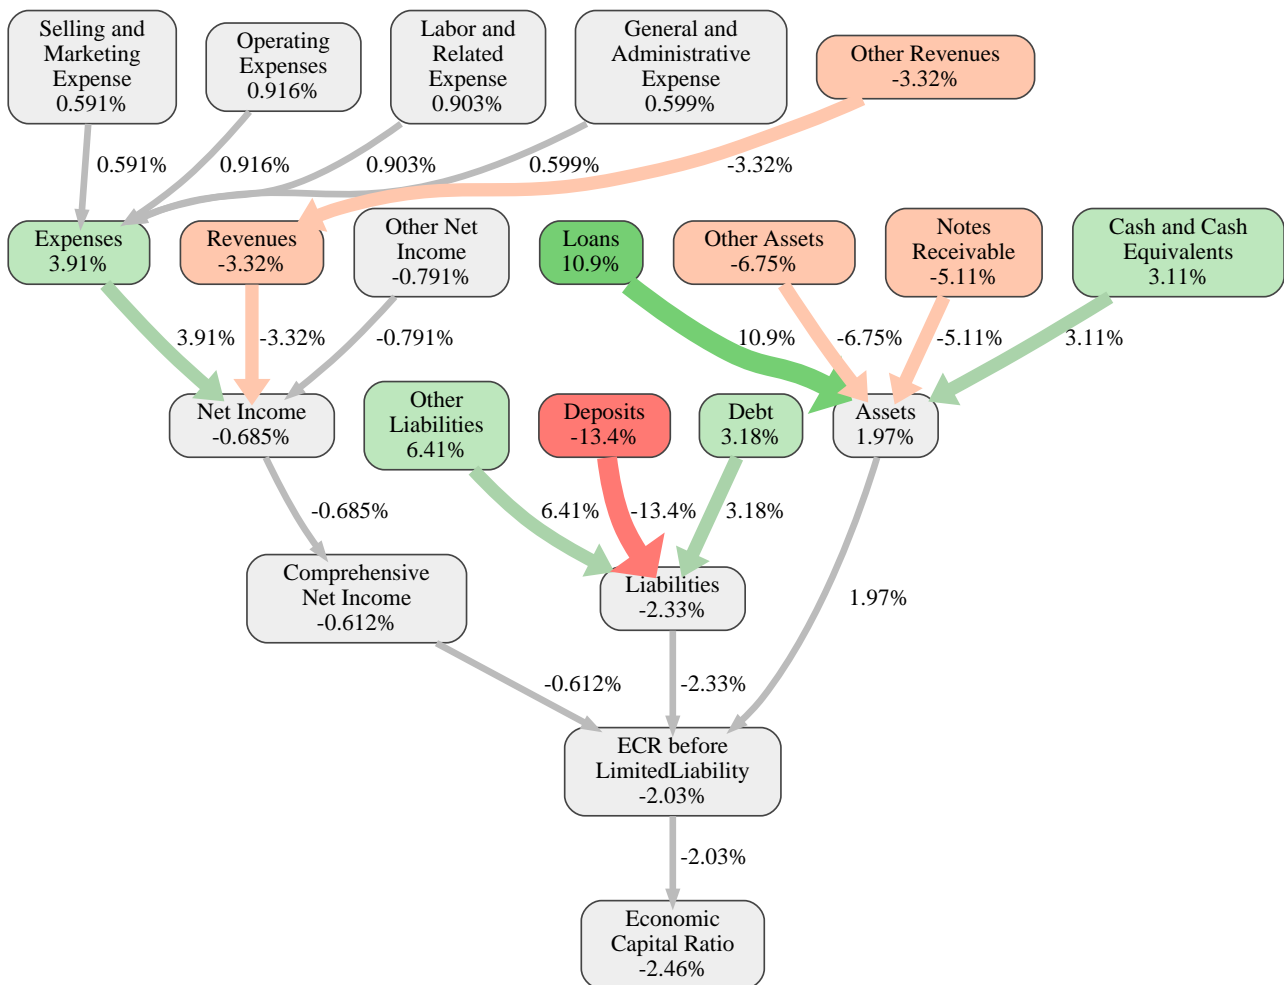 Selling and
Marketing
Expense
0.591%
Operating
Expenses
0.916%
Labor and
Related
Expense
0.903%
General and
Administrative
Expense
0.599%
Other Revenues
-3.32%
0.591%
0.916%
0.903%
0.599%
-3.32%
Expenses
3.91%
Revenues
-3.32%
Other Net
Income
-0.791%
Loans
10.9%
Other Assets
-6.75%
Notes
Receivable
-5.11%
Cash and Cash
Equivalents
3.11%
3.91%
-3.32%
-0.791%
10.9%
-6.75%
-5.11%
3.11%
Net Income
-0.685%
Other
Liabilities
6.41%
Deposits
-13.4%
Debt
3.18%
Assets
1.97%
-0.685%
6.41%
-13.4%
3.18%
Comprehensive
Net Income
-0.612%
Liabilities
-2.33%
1.97%
-0.612%
-2.33%
ECR before
LimitedLiability
-2.03%
-2.03%
Economic
Capital Ratio
-2.46%